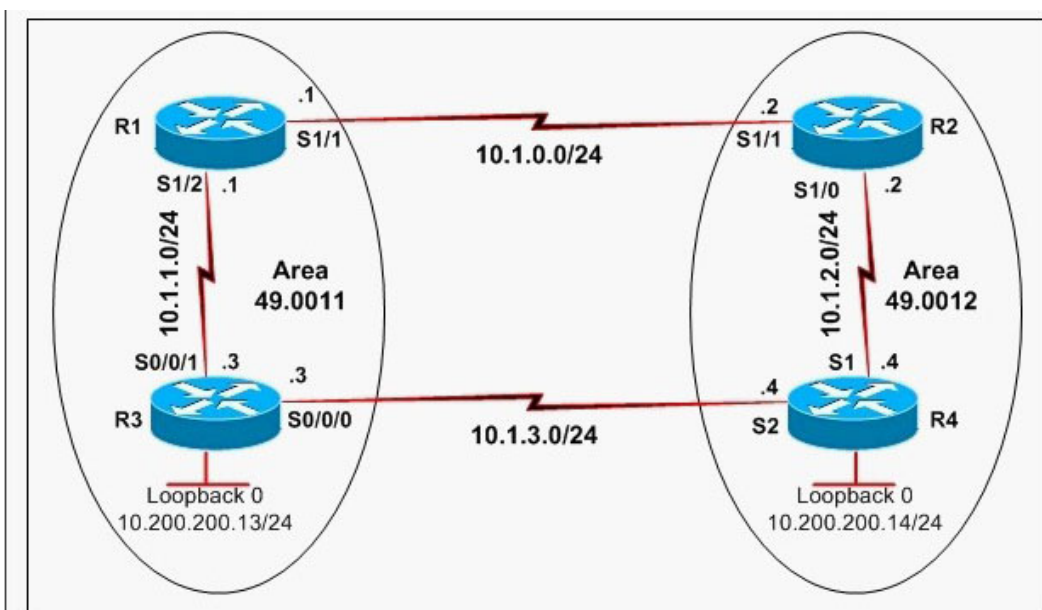 R1
.1
S1/1
10.1.0.0/24
.2
S1/1
R2
S1/2
.1
S1/0
.2
10.1.1.0/24
Area
49.0011
10.1.2.0/24
Area
49.0012
S0/0/1
.3
.3
S0/0/0
R3
10.1.3.0/24
S1
.4
.4
S2
R4
Loopback 0
10.200.200.13/24
Loopback 0
10.200.200.14/24